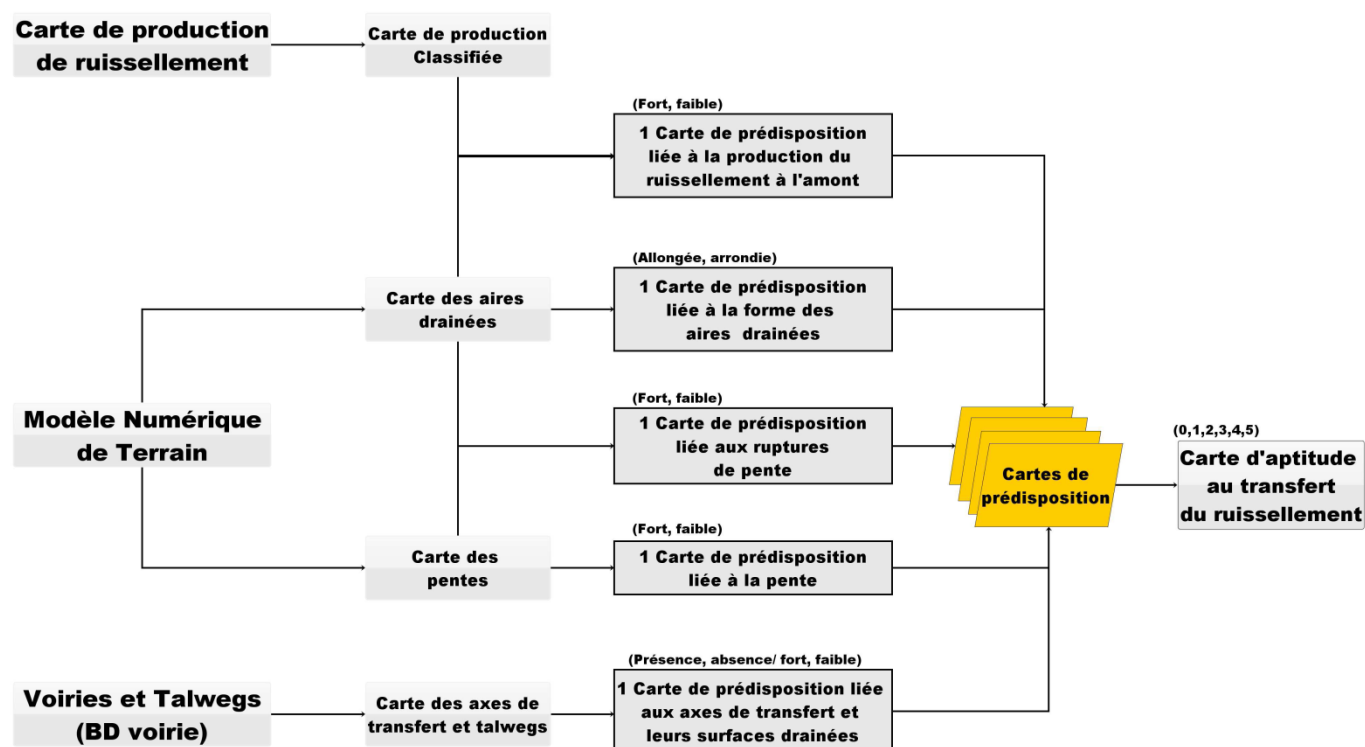 Carte de production
de ruissellement
Carte de production
Classifiée
(Fort, faible)
1 Carte de prédisposition
liée à la production du
ruissellement à l'amont
(Allongée, arrondie)
Carte des aires
drainées
1 Carte de prédisposition
liée à la forme des
aires drainées
Modèle Numérique
de Terrain
(Fort, faible)
1 Carte de prédisposition
liée aux ruptures
de pente
Cartes de
prédisposition
(0,1,2,3,4,5)
Carte d'aptitude
au transfert
du ruissellement
(Fort, faible)
Carte des
pentes
1 Carte de prédisposition
liée à la pente
(Présence, absence/ fort, faible)
Voiries et Talwegs
(BD voirie)
Carte des axes de
transfert et talwegs
1 Carte de prédisposition liée
aux axes de transfert et
leurs surfaces drainées